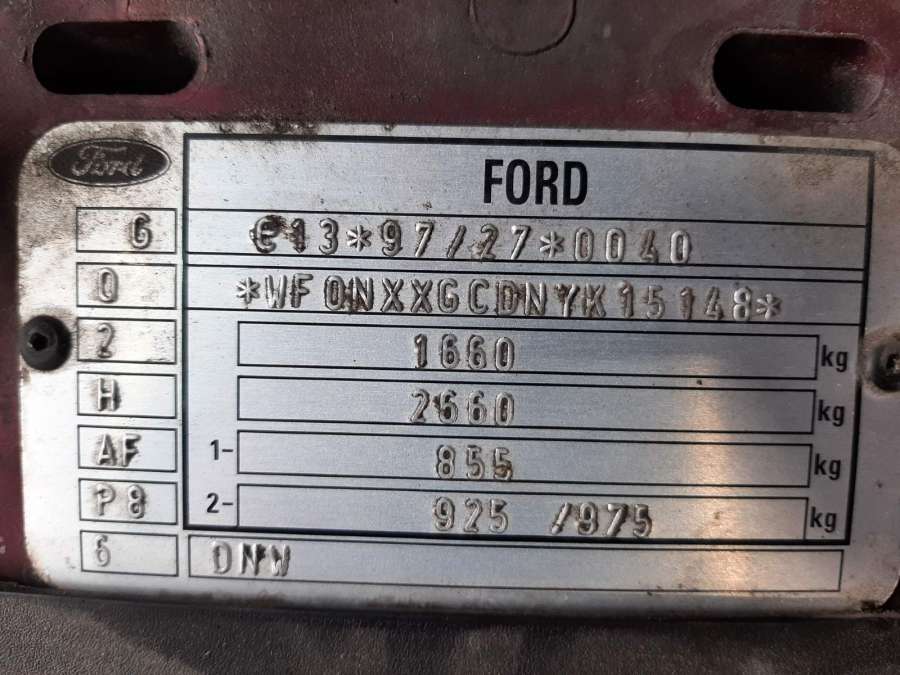 Ford
FORD
G e13*97/27*0040
0 *WF0NXXGCDNYK15148*
2 1660 kg
H 2660 kg
AF 1- 855 kg
P8 2- 925 /975 kg
6 DNW